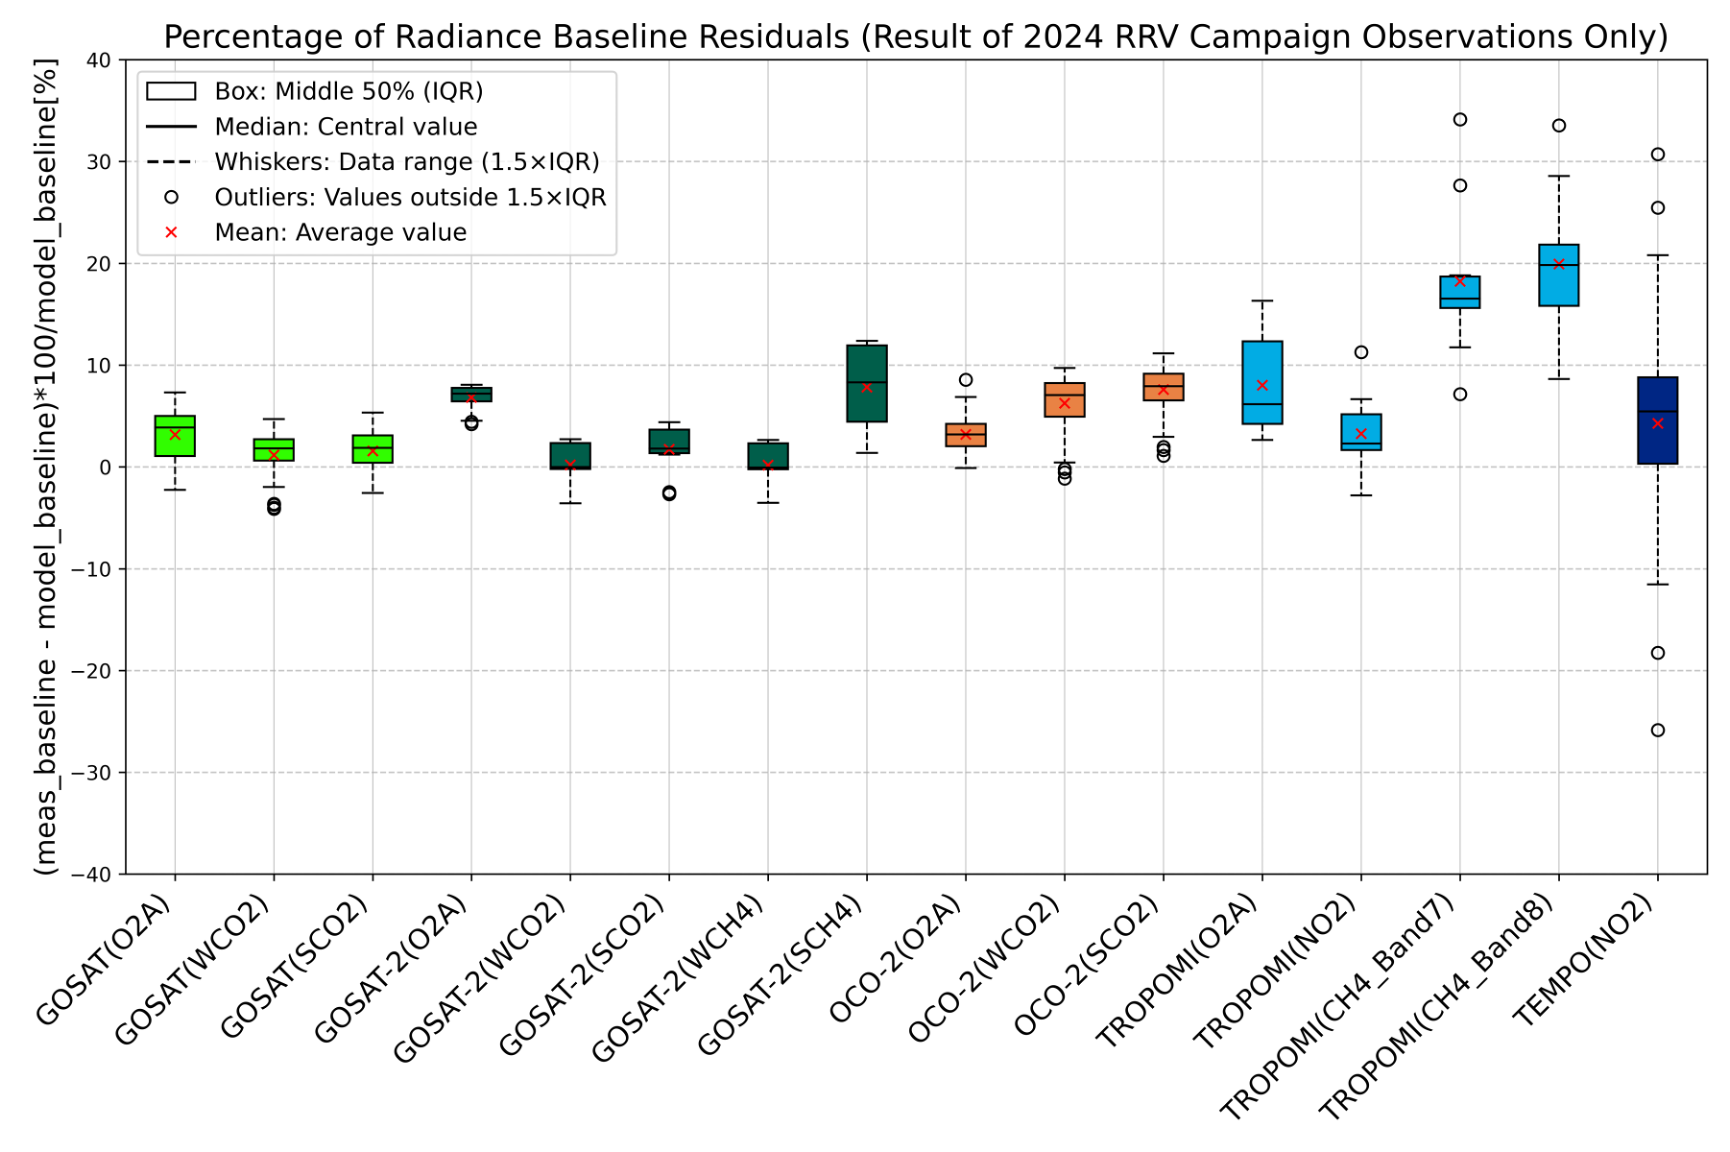 Percentage of Radiance Baseline Residuals (Result of 2024 RRV Campaign Observations Only)
(meas_baseline - model_baseline)*100/model_baseline[%]
40
30
20
10
0
−10
−20
−30
−40
Box: Middle 50% (IQR)
Median: Central value
Whiskers: Data range (1.5×IQR)
Outliers: Values outside 1.5×IQR
Mean: Average value
GOSAT(O2A)
GOSAT(WCO2)
GOSAT(SCO2)
GOSAT-2(O2A)
GOSAT-2(WCO2)
GOSAT-2(SCO2)
GOSAT-2(WCH4)
GOSAT-2(SCH4)
OCO-2(O2A)
OCO-2(WCO2)
OCO-2(SCO2)
TROPOMI(O2A)
TROPOMI(NO2)
TROPOMI(CH4_Band7)
TROPOMI(CH4_Band8)
TEMPO(NO2)